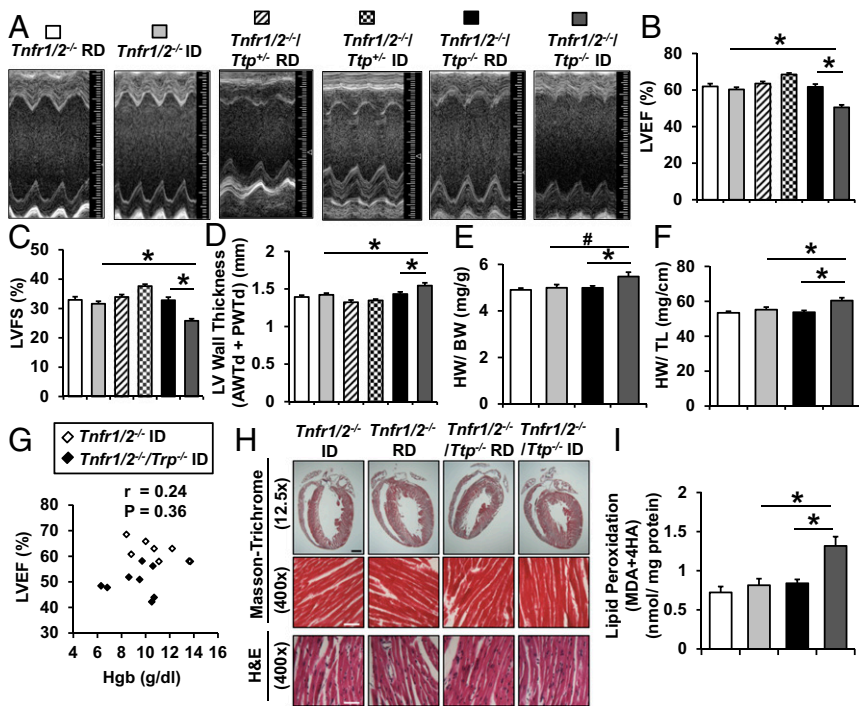 A
Tnfr1/2-/- RD
Tnfr1/2-/- ID
Tnfr1/2-/-/
Ttp+/- RD
Tnfr1/2-/-/
Ttp+/- ID
Tnfr1/2-/-/
Ttp-/- RD
Tnfr1/2-/-/
Ttp-/- ID
B
LVEF (%)
80
60
40
20
0
*
*
C
LVFS (%)
50
40
30
20
10
0
*
*
D
LV Wall Thickness
(AWTd + PWTd) (mm)
2
1.5
1
0.5
0
*
*
E
HW/ BW (mg/g)
6
4
2
0
#
*
F
HW/ TL (mg/cm)
80
60
40
20
0
*
*
G
Tnfr1/2-/- ID
Tnfr1/2-/-/Trp-/- ID
r = 0.24
P = 0.36
LVEF (%)
80
70
60
50
40
30
4 6 8 10 12 14 16
Hgb (g/dl)
H
Tnfr1/2-/-
ID
Tnfr1/2-/-
RD
Tnfr1/2-/-
/Ttp-/- RD
Tnfr1/2-/-
/Ttp-/- ID
Masson-Trichrome
(12.5x)
(400x)
H&E
(400x)
I
Lipid Peroxidation
(MDA+4HA)
(nmol/ mg protein)
2
1.5
1
0.5
0
*
*